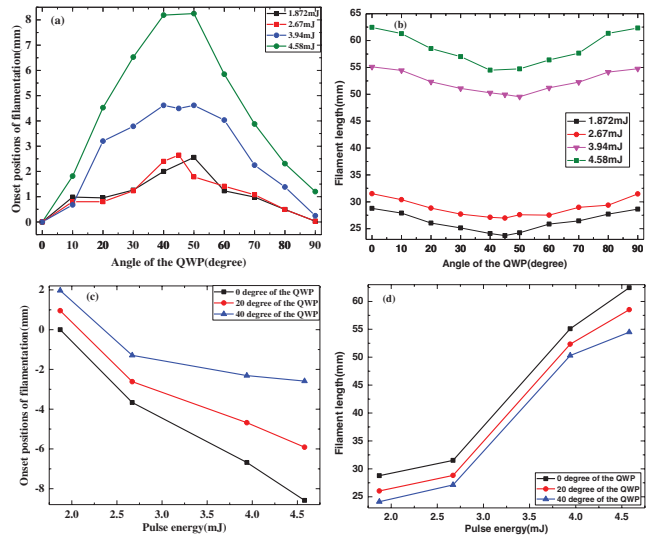 (a)
1.872mJ
2.67mJ
3.94mJ
4.58mJ
Onset positions of filamentation(mm)
8
7
6
5
4
3
2
1
0
0 10 20 30 40 50 60 70 80 90
Angle of the QWP(degree)
(b)
1.872mJ
2.67mJ
3.94mJ
4.58mJ
Filament length(mm)
65
60
55
50
45
40
35
30
25
0 10 20 30 40 50 60 70 80 90
Angle of the QWP(degree)
(c)
0 degree of the QWP
20 degree of the QWP
40 degree of the QWP
Onset positions of filamentation(mm)
2
0
-2
-4
-6
-8
2.0 2.5 3.0 3.5 4.0 4.5
Pulse energy(mJ)
(d)
Filament length(mm)
60
55
50
45
40
35
30
25
0 degree of the QWP
20 degree of the QWP
40 degree of the QWP
2.0 2.5 3.0 3.5 4.0 4.5
Pulse energy(mJ)